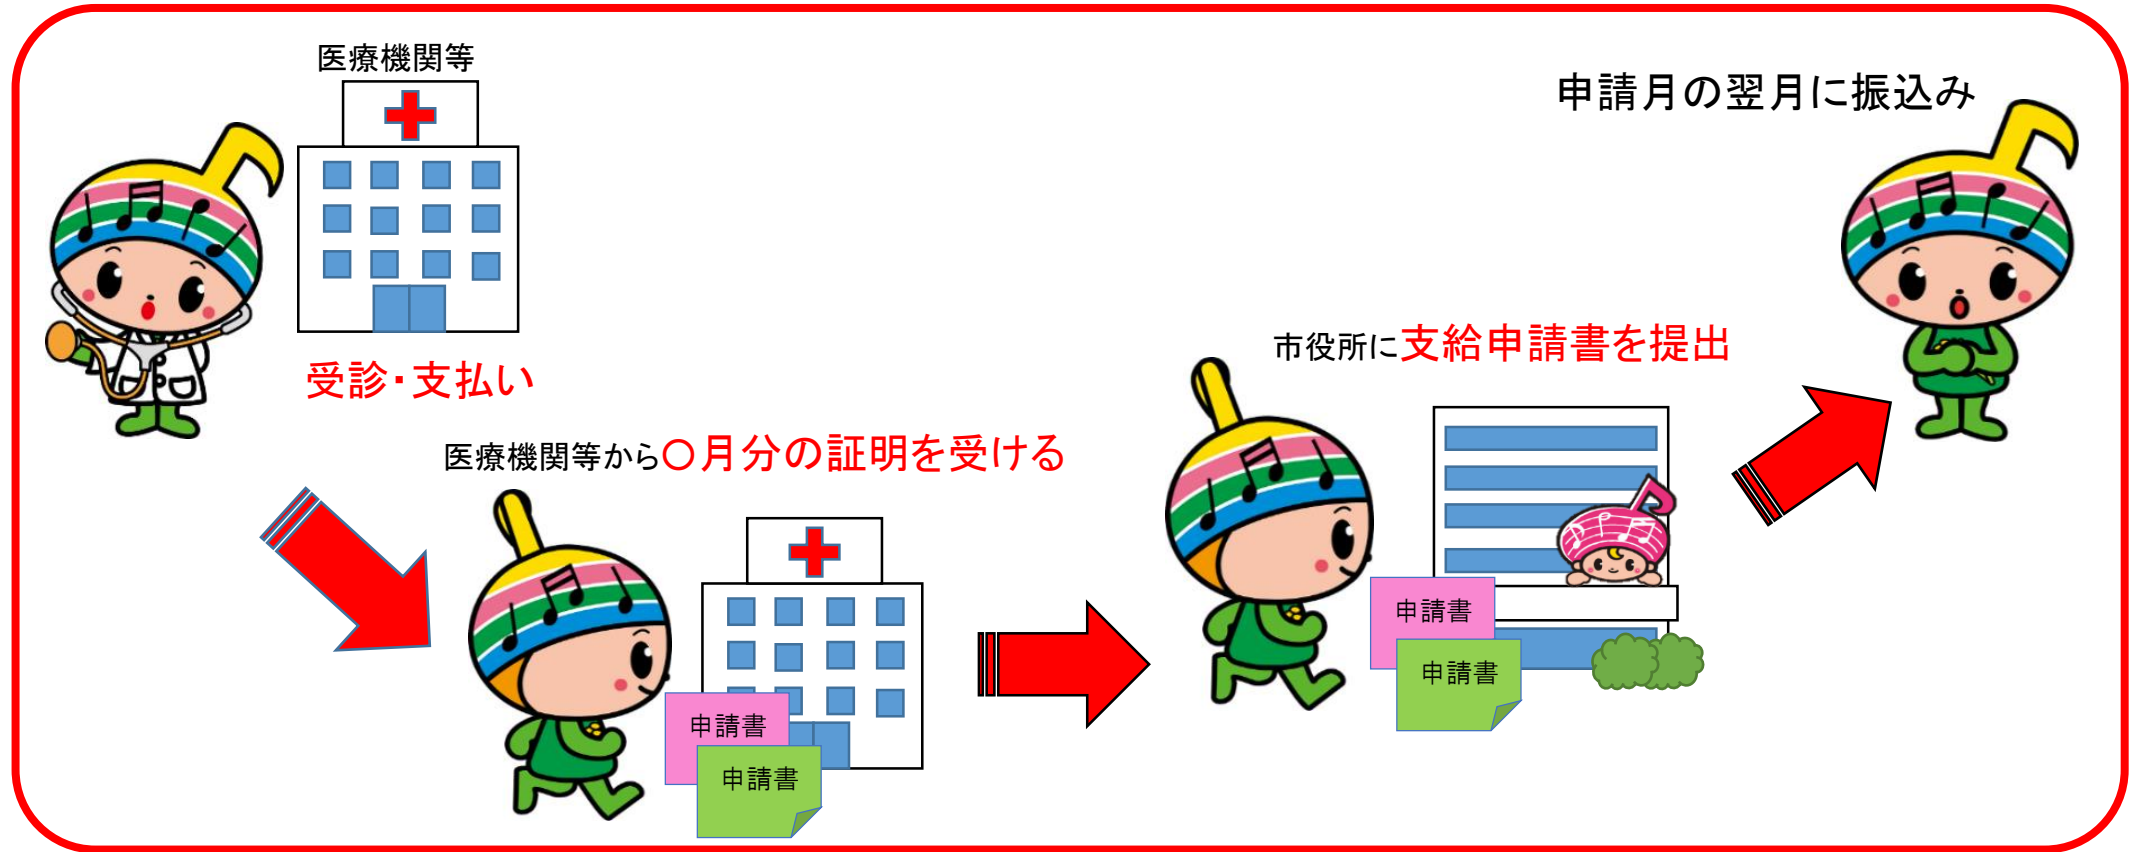 医療機関等
受診・支払い
医療機関等から〇月分の証明を受ける
申請書
申請書
市役所に支給申請書を提出
申請書
申請書
申請月の翌月に振込み